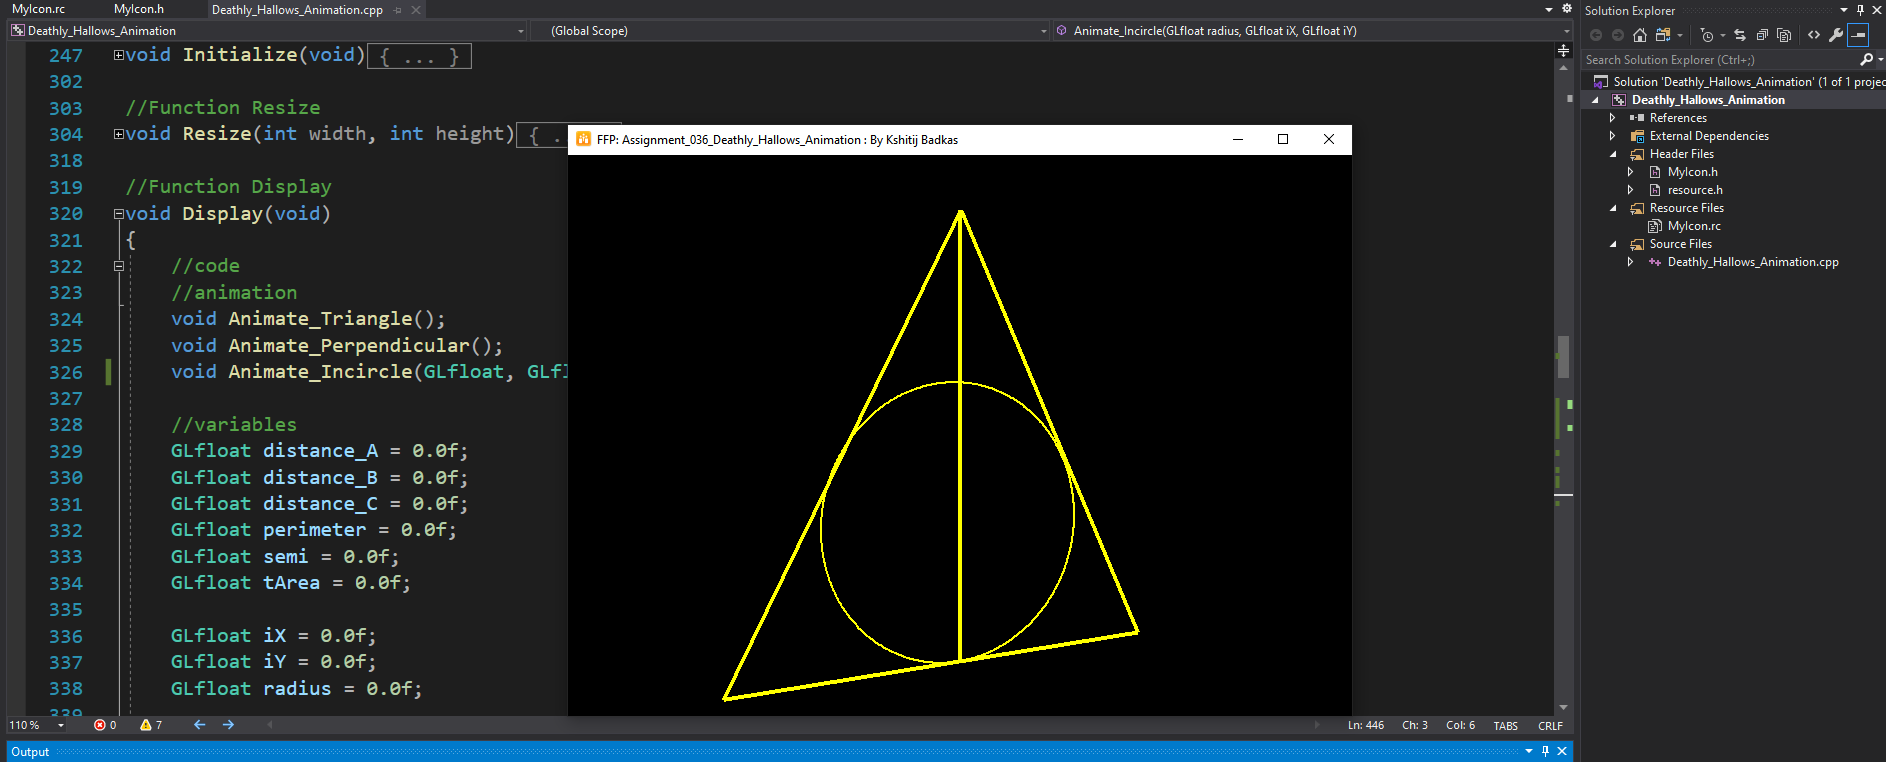 MyIcon.rc MyIcon.h Deathly_Hallows_Animation.cpp
Deathly_Hallows_Animation (Global Scope) Animate_Incircle(GLfloat radius, GLfloat iX, GLfloat iY)
247 void Initialize(void){ ... }
302
303 //Function Resize
304 void Resize(int width, int height){ ..
318
319 //Function Display
320 void Display(void)
321 {
322 //code
323 //animation
324 void Animate_Triangle();
325 void Animate_Perpendicular();
326 void Animate_Incircle(GLfloat, GLfl
327
328 //variables
329 GLfloat distance_A = 0.0f;
330 GLfloat distance_B = 0.0f;
331 GLfloat distance_C = 0.0f;
332 GLfloat perimeter = 0.0f;
333 GLfloat semi = 0.0f;
334 GLfloat tArea = 0.0f;
335
336 GLfloat iX = 0.0f;
337 GLfloat iY = 0.0f;
338 GLfloat radius = 0.0f;
339
FFP: Assignment_036_Deathly_Hallows_Animation : By Kshitij Badkas
110 % 0 7 Ln: 446 Ch: 3 Col: 6 TABS CRLF
Output
Solution Explorer
Search Solution Explorer (Ctrl+;)
Solution 'Deathly_Hallows_Animation' (1 of 1 projec
Deathly_Hallows_Animation
References
External Dependencies
Header Files
MyIcon.h
resource.h
Resource Files
MyIcon.rc
Source Files
Deathly_Hallows_Animation.cpp